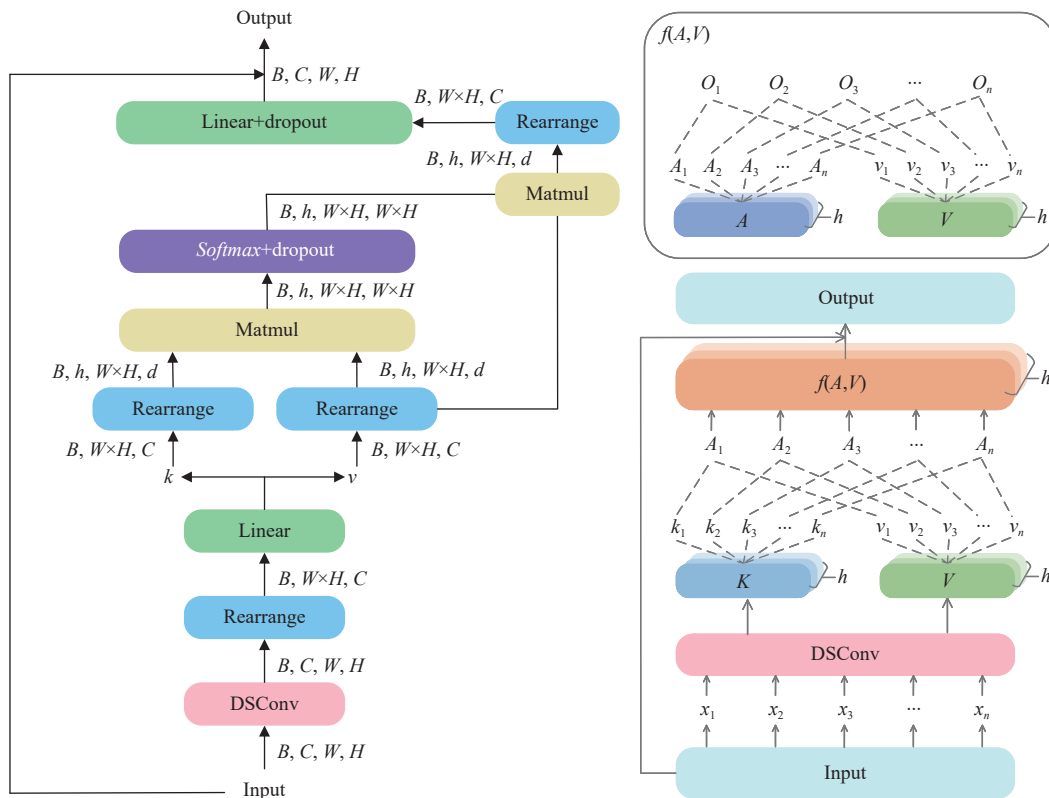 Output
B, C, W, H
Linear+dropout
B, W×H, C
Rearrange
B, h, W×H, d
Matmul
B, h, W×H, W×H
Softmax+dropout
B, h, W×H, W×H
Matmul
B, h, W×H, d
B, h, W×H, d
Rearrange
Rearrange
B, W×H, C
B, W×H, C
k
v
Linear
B, W×H, C
Rearrange
B, C, W, H
DSConv
B, C, W, H
Input
f(A,V)
O1 O2 O3 ··· On
A1 A2 A3 ··· An v1 v2 v3 ··· vn
A h V h
Output
f(A,V) h
A1 A2 A3 ··· An
k1 k2 k3 ··· kn v1 v2 v3 ··· vn
K h V h
DSConv
x1 x2 x3 ··· xn
Input